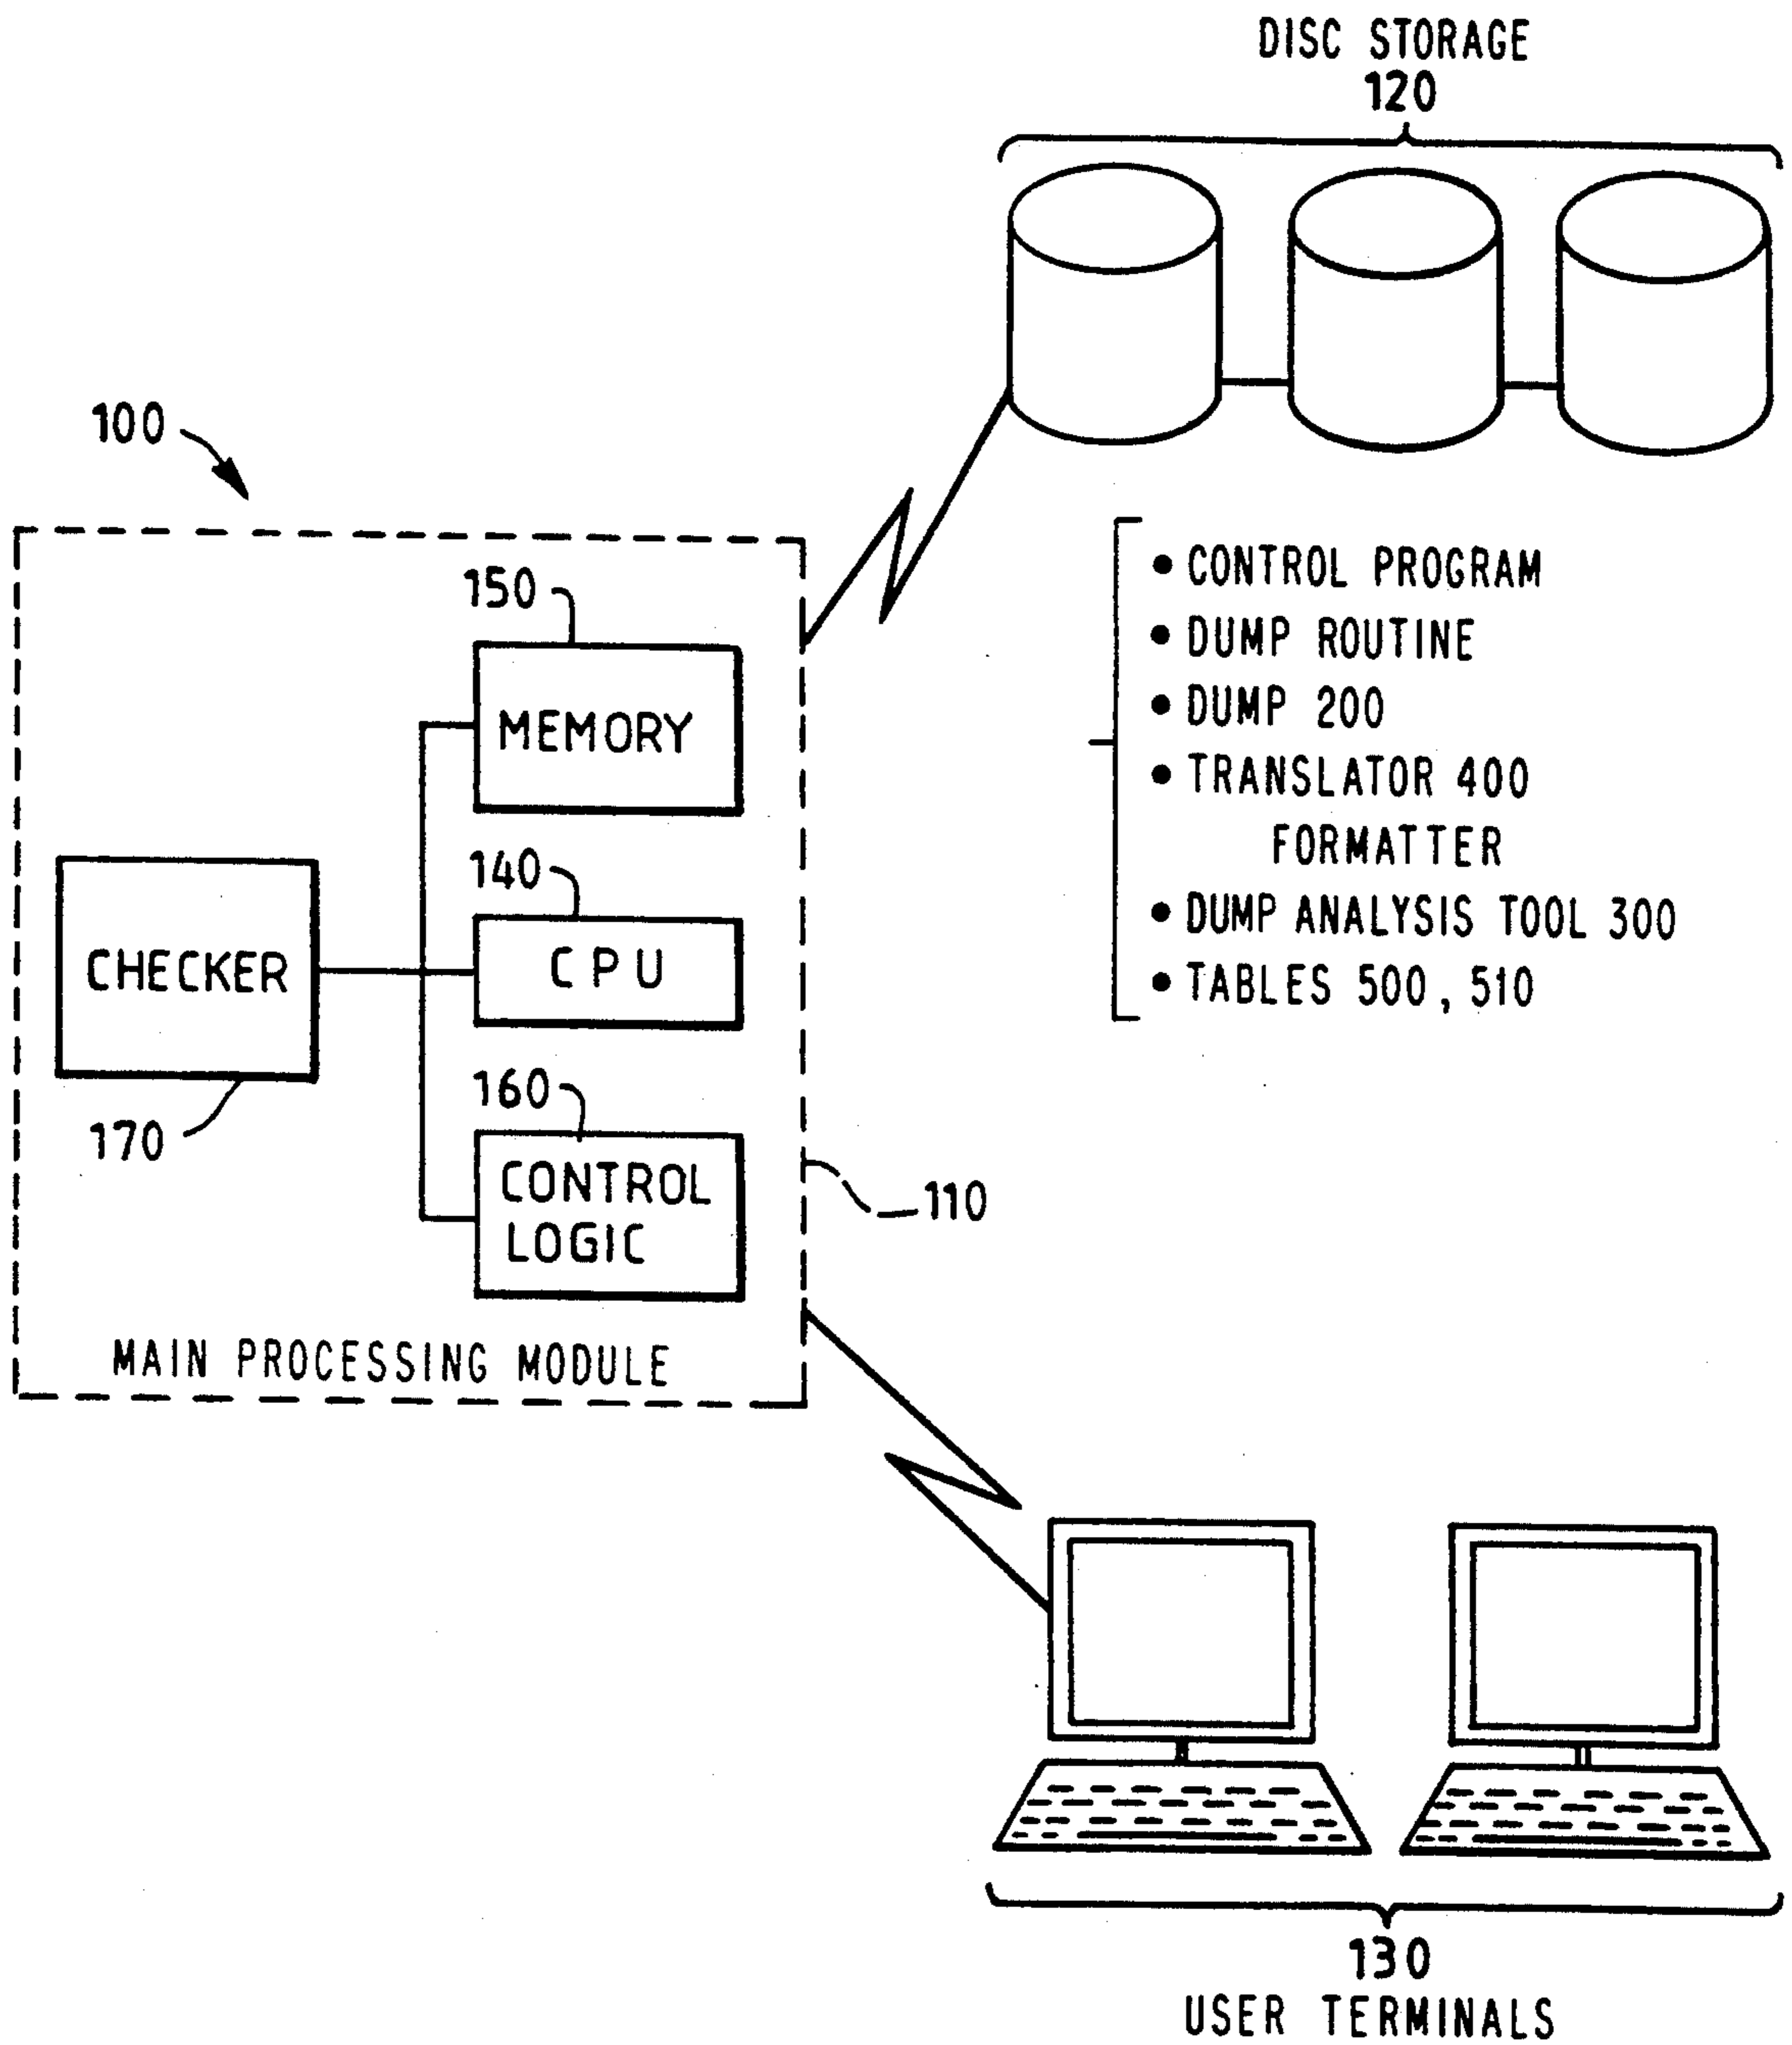 DISC STORAGE
120
100
150
MEMORY
140
CPU
CHECKER
170
160
CONTROL
LOGIC
110
MAIN PROCESSING MODULE
• CONTROL PROGRAM
• DUMP ROUTINE
• DUMP 200
• TRANSLATOR 400
FORMATTER
• DUMP ANALYSIS TOOL 300
• TABLES 500, 510
130
USER TERMINALS